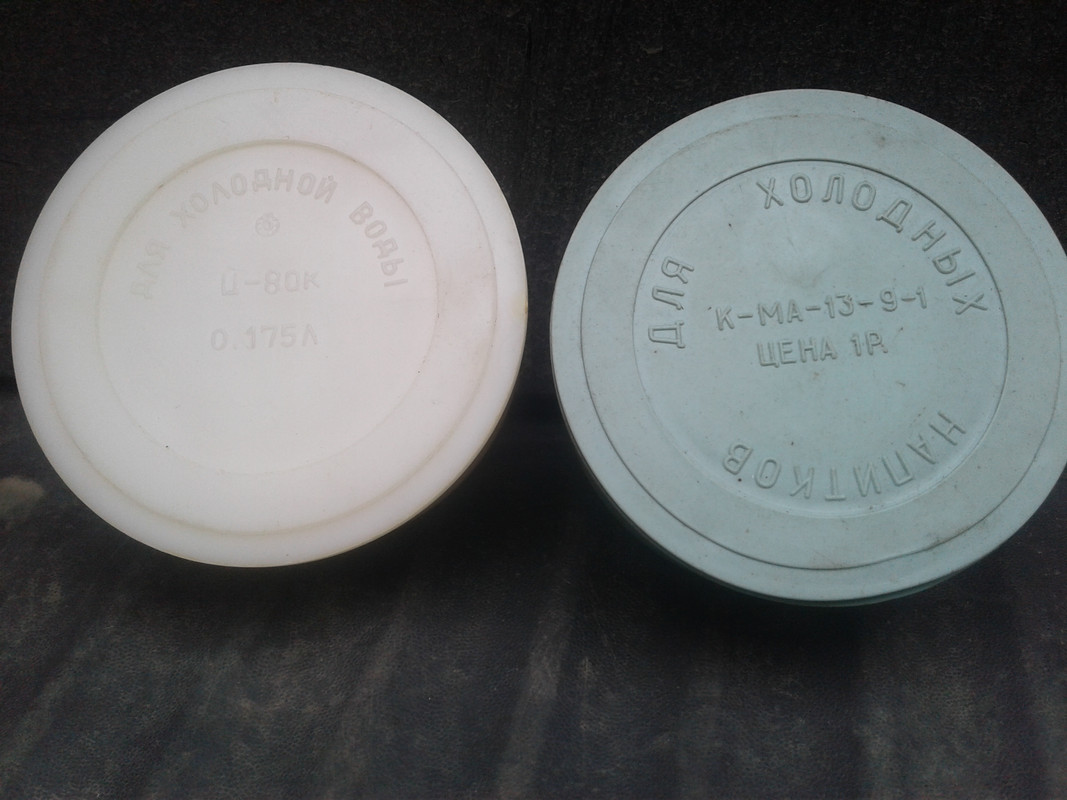 ДЛЯ ХОЛОДНОЙ ВОДЫ
Ц-80К
0.175Л
ДЛЯ ХОЛОДНЫХ НАПИТКОВ
К-МА-13-9-1
ЦЕНА 1Р.